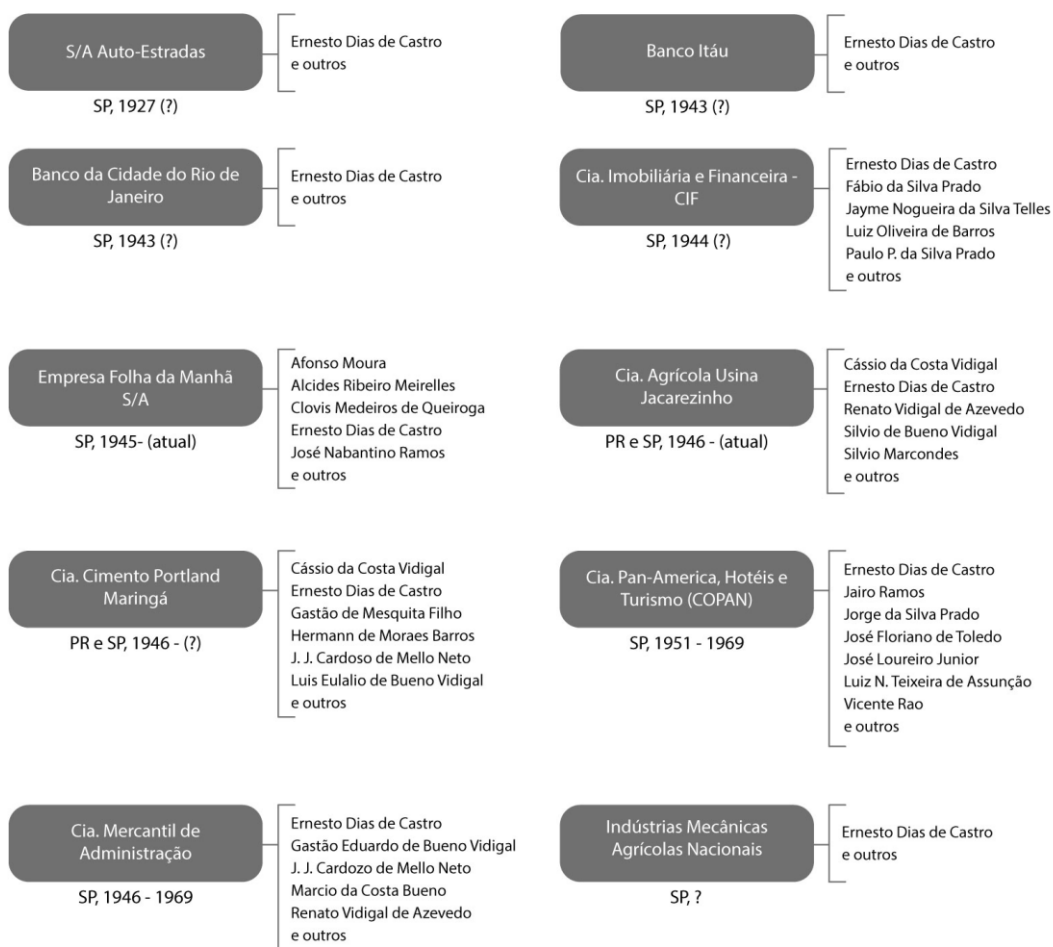 S/A Auto-Estradas
SP, 1927 (?)
Ernesto Dias de Castro
e outros
Banco Itáu
SP, 1943 (?)
Ernesto Dias de Castro
e outros
Banco da Cidade do Rio de
Janeiro
SP, 1943 (?)
Ernesto Dias de Castro
e outros
Cia. Imobiliária e Financeira -
CIF
SP, 1944 (?)
Ernesto Dias de Castro
Fábio da Silva Prado
Jayme Nogueira da Silva Telles
Luiz Oliveira de Barros
Paulo P. da Silva Prado
e outros
Empresa Folha da Manhã
S/A
SP, 1945- (atual)
Afonso Moura
Alcides Ribeiro Meirelles
Clovis Medeiros de Queiroga
Ernesto Dias de Castro
José Nabantino Ramos
e outros
Cia. Agrícola Usina
Jacarezinho
PR e SP, 1946 - (atual)
Cássio da Costa Vidigal
Ernesto Dias de Castro
Renato Vidigal de Azevedo
Silvio de Bueno Vidigal
Silvio Marcondes
e outros
Cia. Cimento Portland
Maringá
PR e SP, 1946 - (?)
Cássio da Costa Vidigal
Ernesto Dias de Castro
Gastão de Mesquita Filho
Hermann de Moraes Barros
J. J. Cardoso de Mello Neto
Luis Eulalio de Bueno Vidigal
e outros
Cia. Pan-America, Hotéis e
Turismo (COPAN)
SP, 1951 - 1969
Ernesto Dias de Castro
Jairo Ramos
Jorge da Silva Prado
José Floriano de Toledo
José Loureiro Junior
Luiz N. Teixeira de Assunção
Vicente Rao
e outros
Cia. Mercantil de
Administração
SP, 1946 - 1969
Ernesto Dias de Castro
Gastão Eduardo de Bueno Vidigal
J. J. Cardozo de Mello Neto
Marcio da Costa Bueno
Renato Vidigal de Azevedo
e outros
Indústrias Mecânicas
Agrícolas Nacionais
SP, ?
Ernesto Dias de Castro
e outros